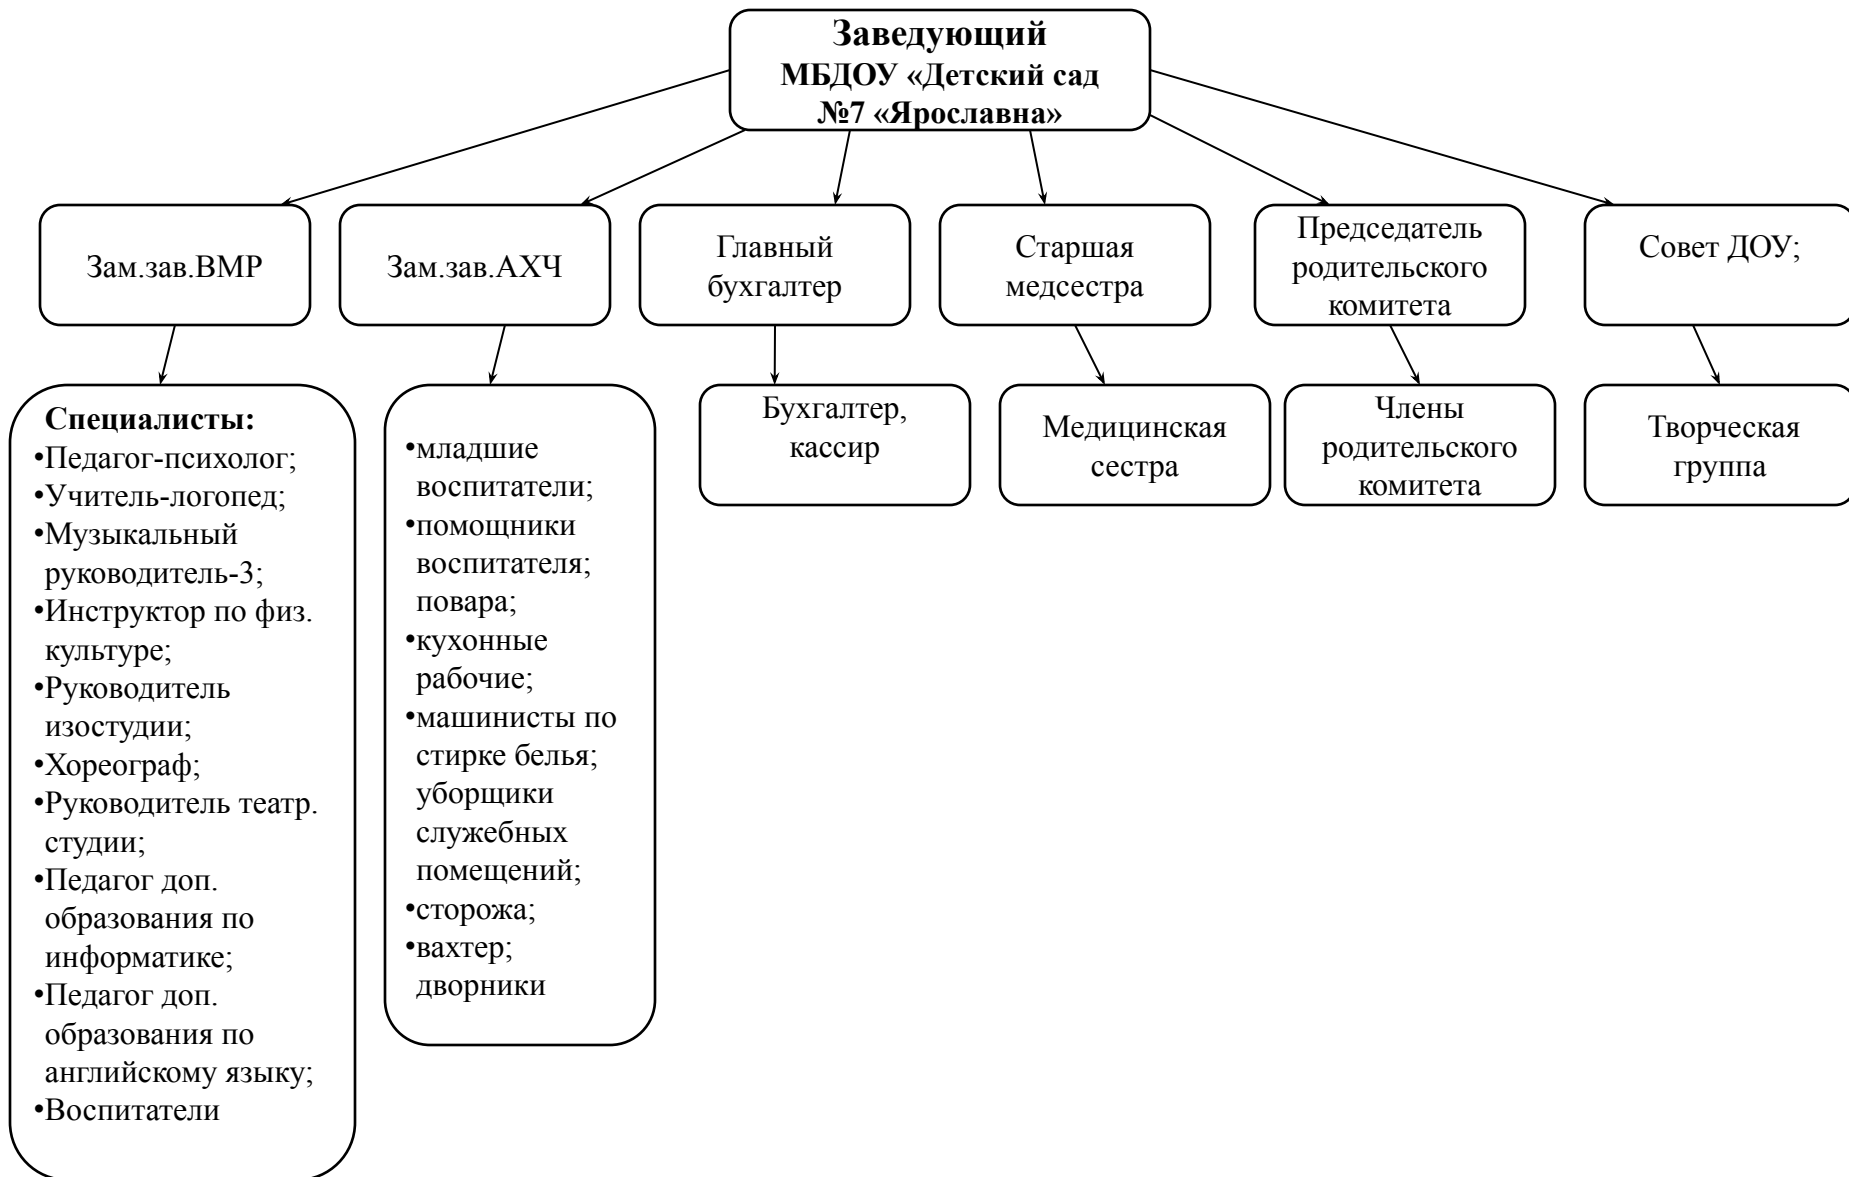 Заведующий
МБДОУ «Детский сад
№7 «Ярославна»
Зам.зав.ВМР
Зам.зав.АХЧ
Главный
бухгалтер
Старшая
медсестра
Председатель
родительского
комитета
Совет ДОУ;
Специалисты:
•Педагог-психолог;
•Учитель-логопед;
•Музыкальный
руководитель-3;
•Инструктор по физ.
культуре;
•Руководитель
изостудии;
•Хореограф;
•Руководитель театр.
студии;
•Педагог доп.
образования по
информатике;
•Педагог доп.
образования по
английскому языку;
•Воспитатели
•младшие
воспитатели;
•помощники
воспитателя;
повара;
•кухонные
рабочие;
•машинисты по
стирке белья;
уборщики
служебных
помещений;
•сторожа;
•вахтер;
дворники
Бухгалтер,
кассир
Медицинская
сестра
Члены
родительского
комитета
Творческая
группа